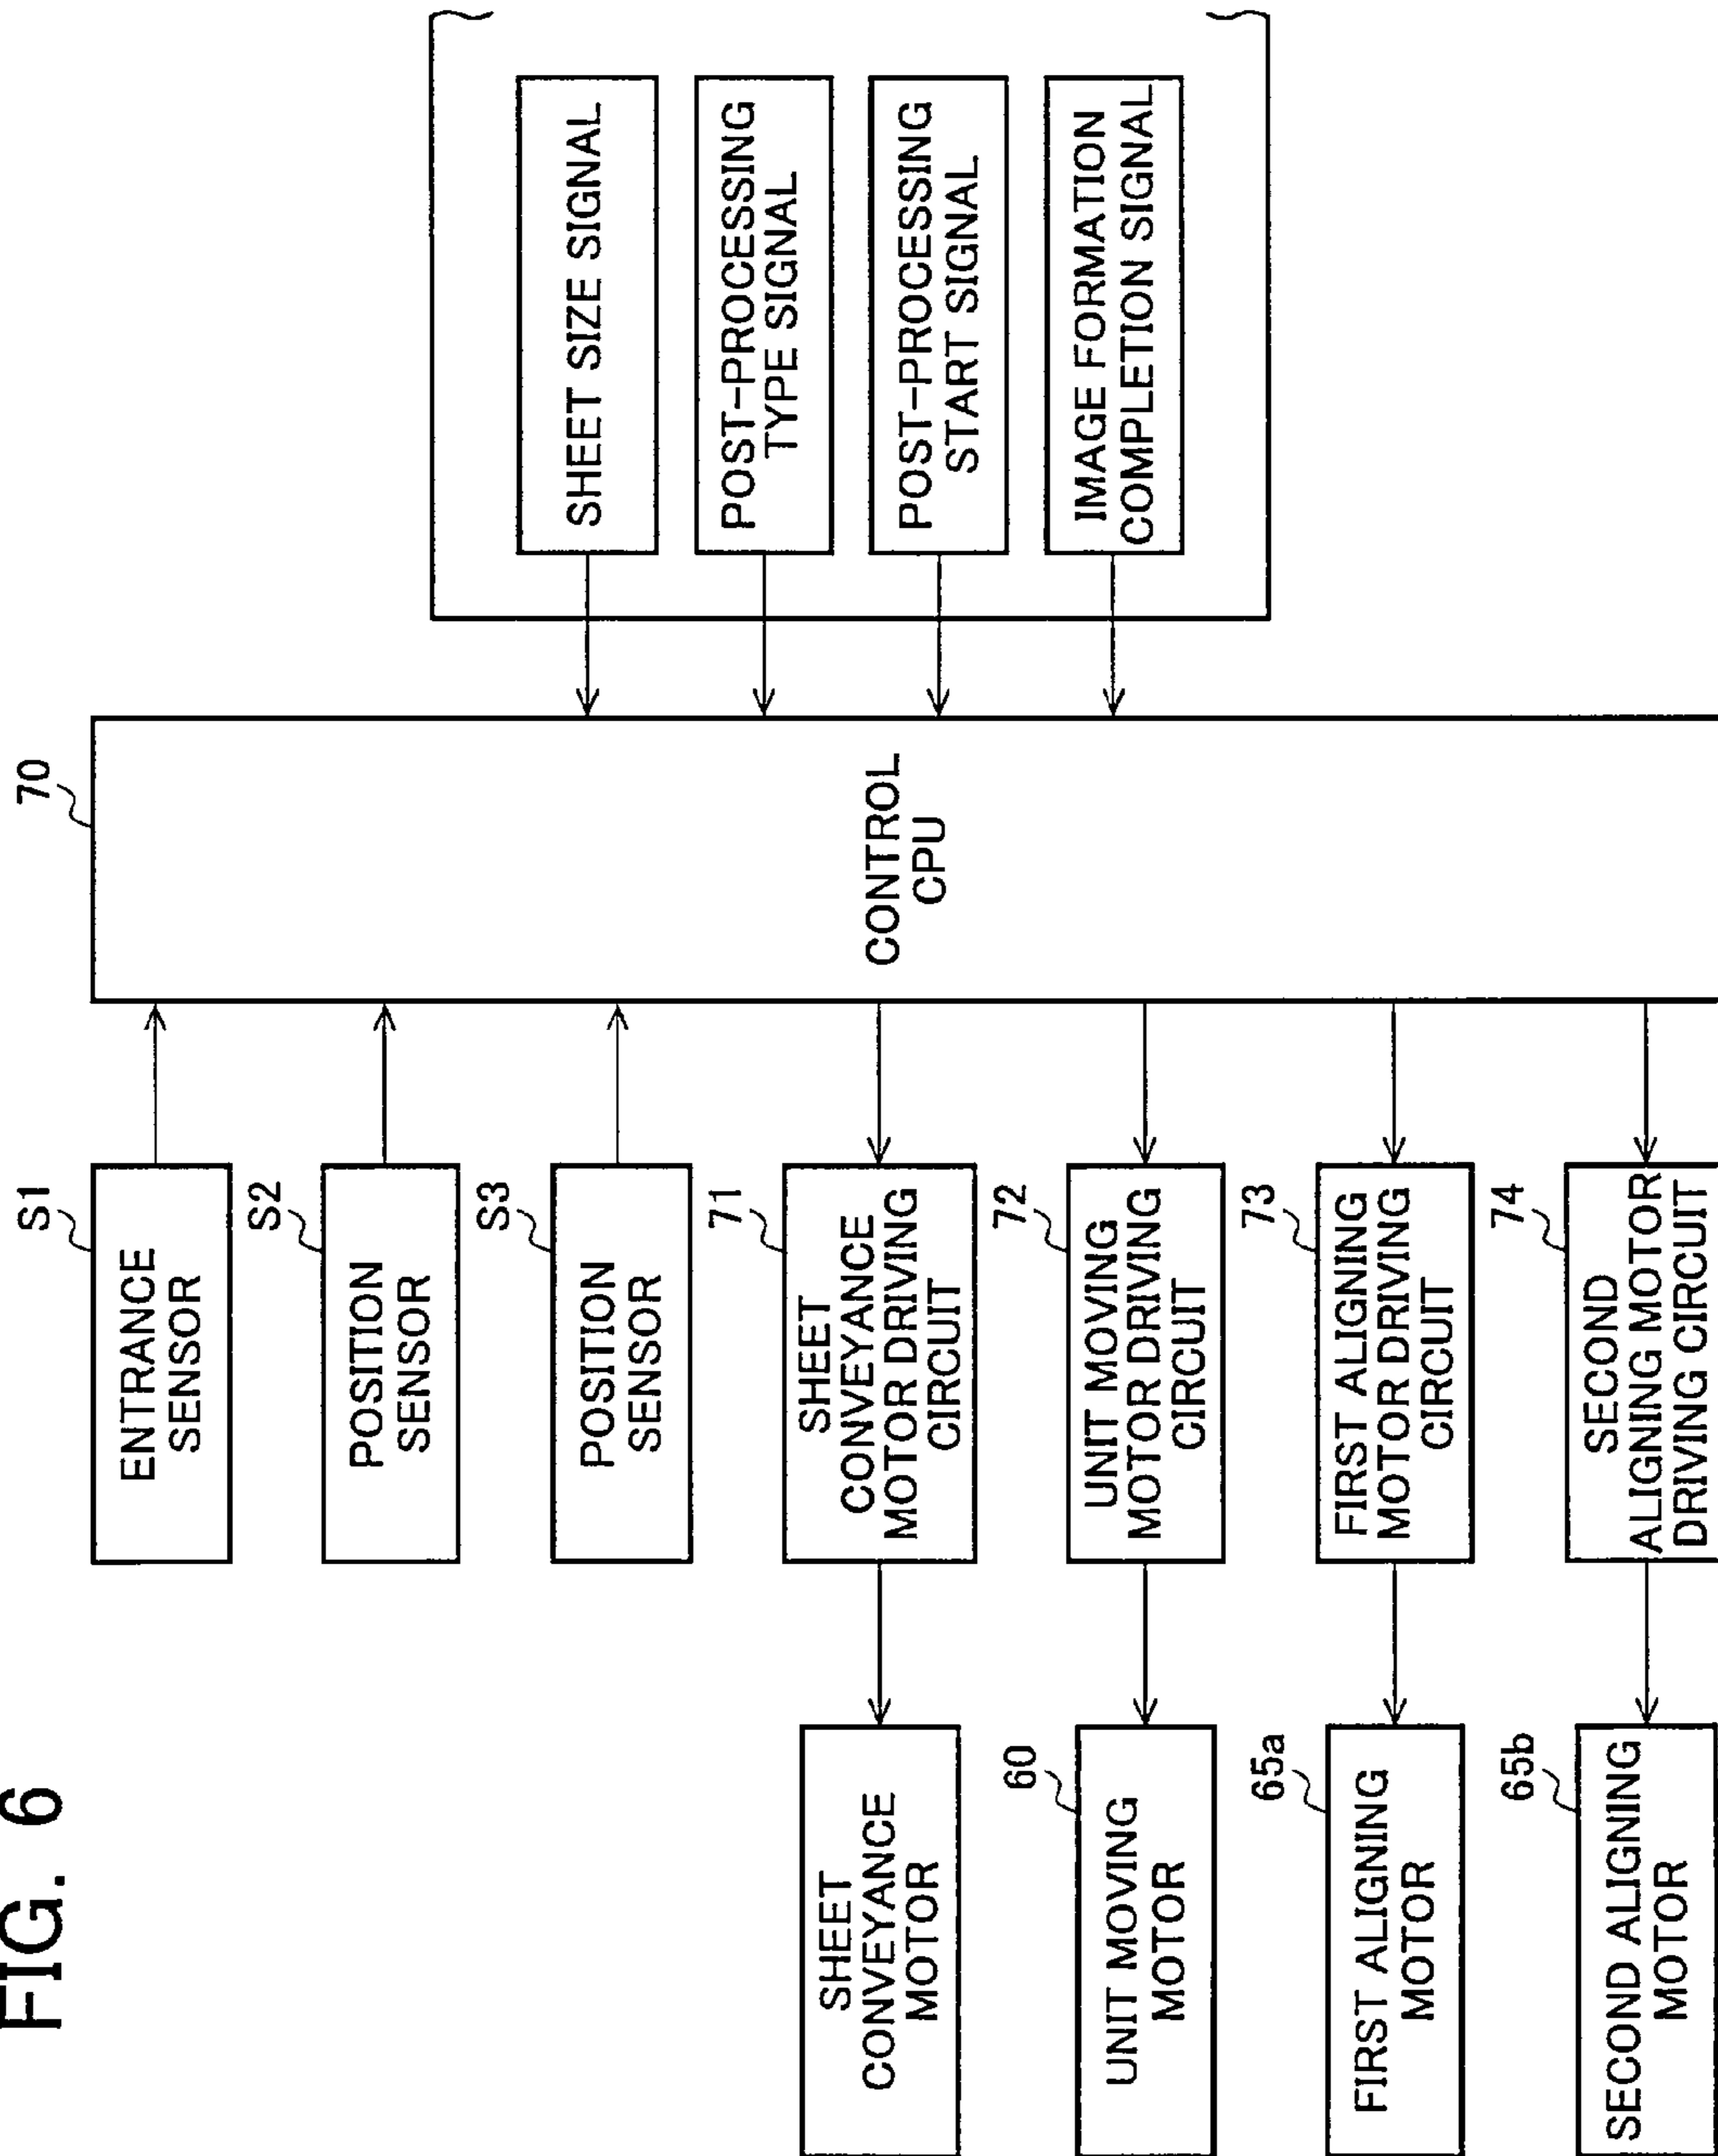 FIG. 6
70
S1
ENTRANCE
SENSOR
S2
POSITION
SENSOR
S3
POSITION
SENSOR
71
SHEET
CONVEYANCE
MOTOR DRIVING
CIRCUIT
72
UNIT MOVING
MOTOR DRIVING
CIRCUIT
73
FIRST ALIGNING
MOTOR DRIVING
CIRCUIT
74
SECOND
ALIGNING MOTOR
DRIVING CIRCUIT
SHEET
CONVEYANCE
MOTOR
60
UNIT MOVING
MOTOR
65a
FIRST ALIGNING
MOTOR
65b
SECOND ALIGNING
MOTOR
CONTROL
CPU
SHEET SIZE SIGNAL
POST-PROCESSING
TYPE SIGNAL
POST-PROCESSING
START SIGNAL
IMAGE FORMATION
COMPLETION SIGNAL